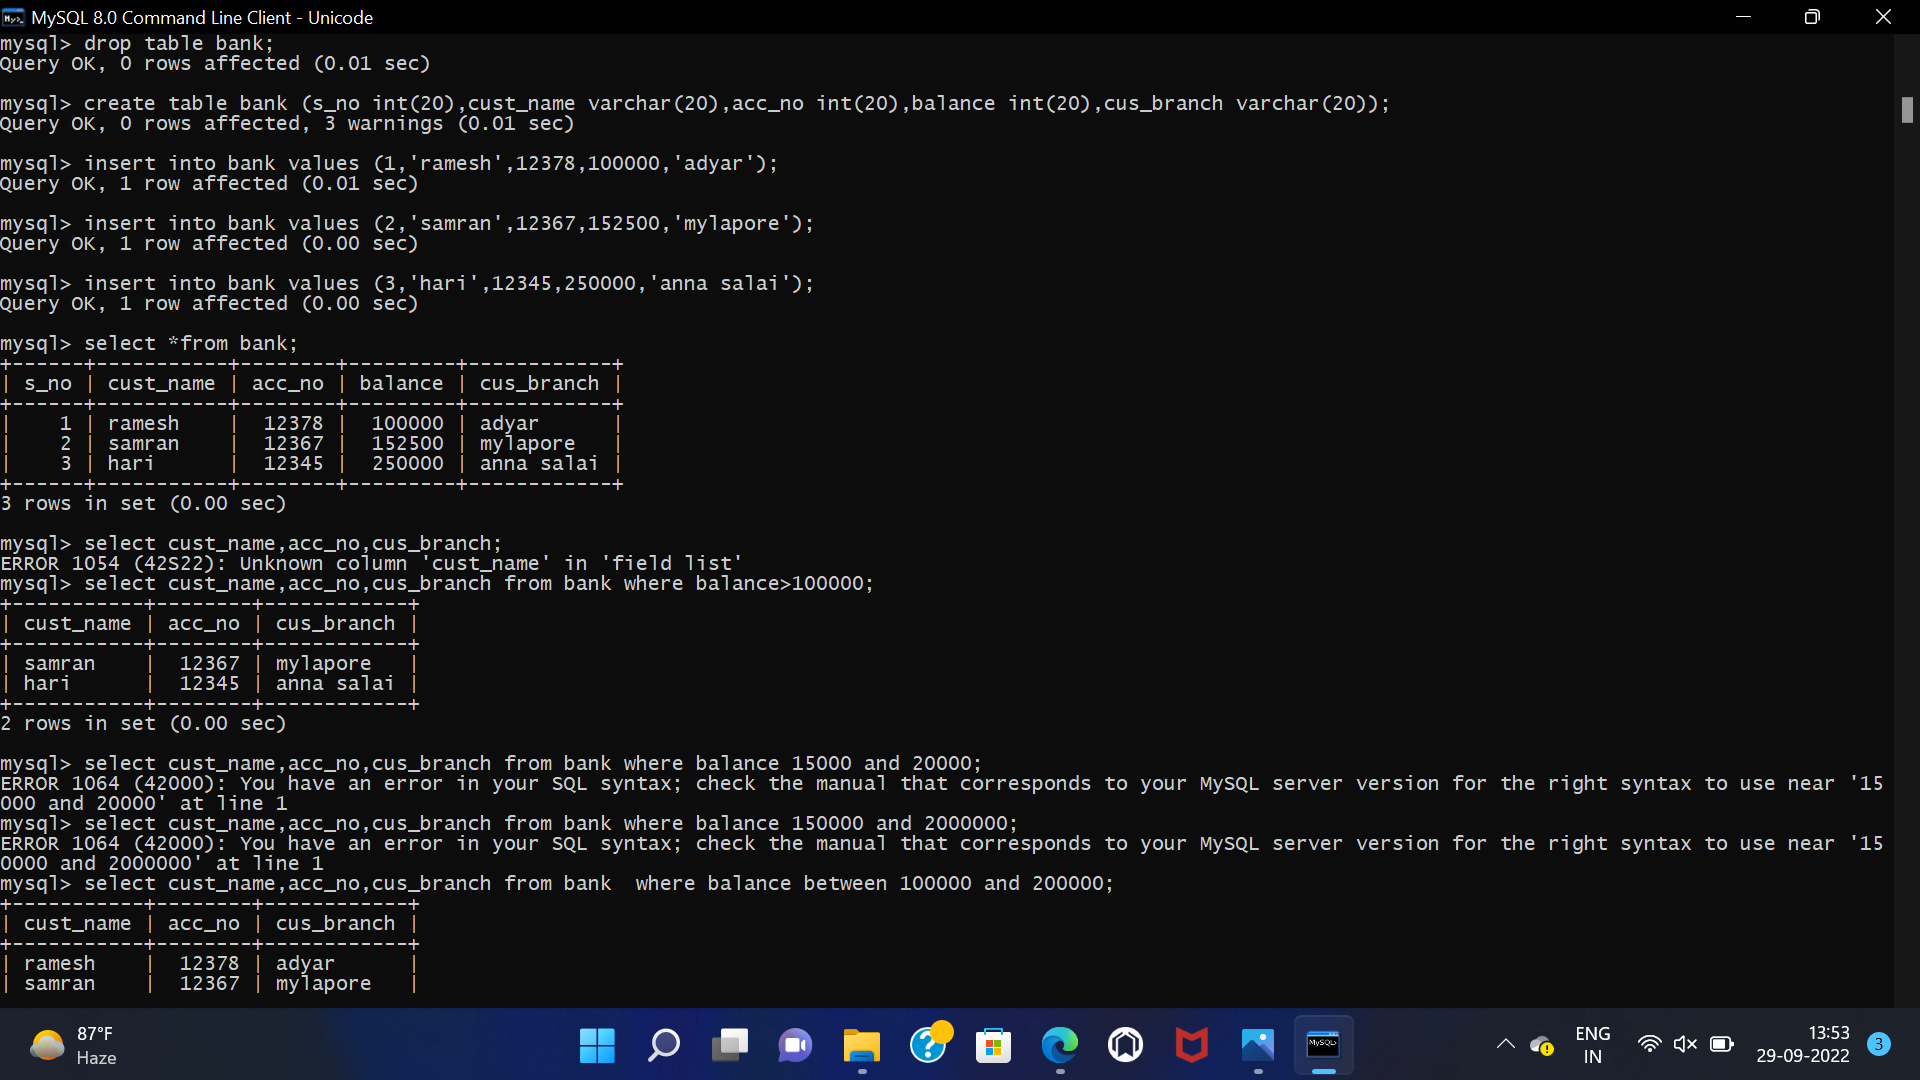 MySQL 8.0 Command Line Client - Unicode
mysql> drop table bank;
Query OK, 0 rows affected (0.01 sec)
mysql> create table bank (s_no int(20),cust_name varchar(20),acc_no int(20),balance int(20),cus_branch varchar(20));
Query OK, 0 rows affected, 3 warnings (0.01 sec)
mysql> insert into bank values (1,'ramesh',12378,100000,'adyar');
Query OK, 1 row affected (0.01 sec)
mysql> insert into bank values (2,'samran',12367,152500,'mylapore');
Query OK, 1 row affected (0.00 sec)
mysql> insert into bank values (3,'hari',12345,250000,'anna salai');
Query OK, 1 row affected (0.00 sec)
mysql> select *from bank;
+------+-----------+--------+---------+------------+
| s_no | cust_name | acc_no | balance | cus_branch |
+------+-----------+--------+---------+------------+
|    1 | ramesh    |  12378 |  100000 | adyar      |
|    2 | samran    |  12367 |  152500 | mylapore   |
|    3 | hari      |  12345 |  250000 | anna salai |
+------+-----------+--------+---------+------------+
3 rows in set (0.00 sec)
mysql> select cust_name,acc_no,cus_branch;
ERROR 1054 (42S22): Unknown column 'cust_name' in 'field list'
mysql> select cust_name,acc_no,cus_branch from bank where balance>100000;
+-----------+--------+------------+
| cust_name | acc_no | cus_branch |
+-----------+--------+------------+
| samran    |  12367 | mylapore   |
| hari      |  12345 | anna salai |
+-----------+--------+------------+
2 rows in set (0.00 sec)
mysql> select cust_name,acc_no,cus_branch from bank where balance 15000 and 20000;
ERROR 1064 (42000): You have an error in your SQL syntax; check the manual that corresponds to your MySQL server version for the right syntax to use near '15
000 and 20000' at line 1
mysql> select cust_name,acc_no,cus_branch from bank where balance 150000 and 2000000;
ERROR 1064 (42000): You have an error in your SQL syntax; check the manual that corresponds to your MySQL server version for the right syntax to use near '15
0000 and 2000000' at line 1
mysql> select cust_name,acc_no,cus_branch from bank  where balance between 100000 and 200000;
+-----------+--------+------------+
| cust_name | acc_no | cus_branch |
+-----------+--------+------------+
| ramesh    |  12378 | adyar      |
| samran    |  12367 | mylapore   |
87°F
Haze
MySQL>
ENG
IN
13:53
29-09-2022
3